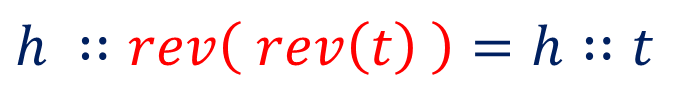 h :: rev( rev(t) ) = h :: t